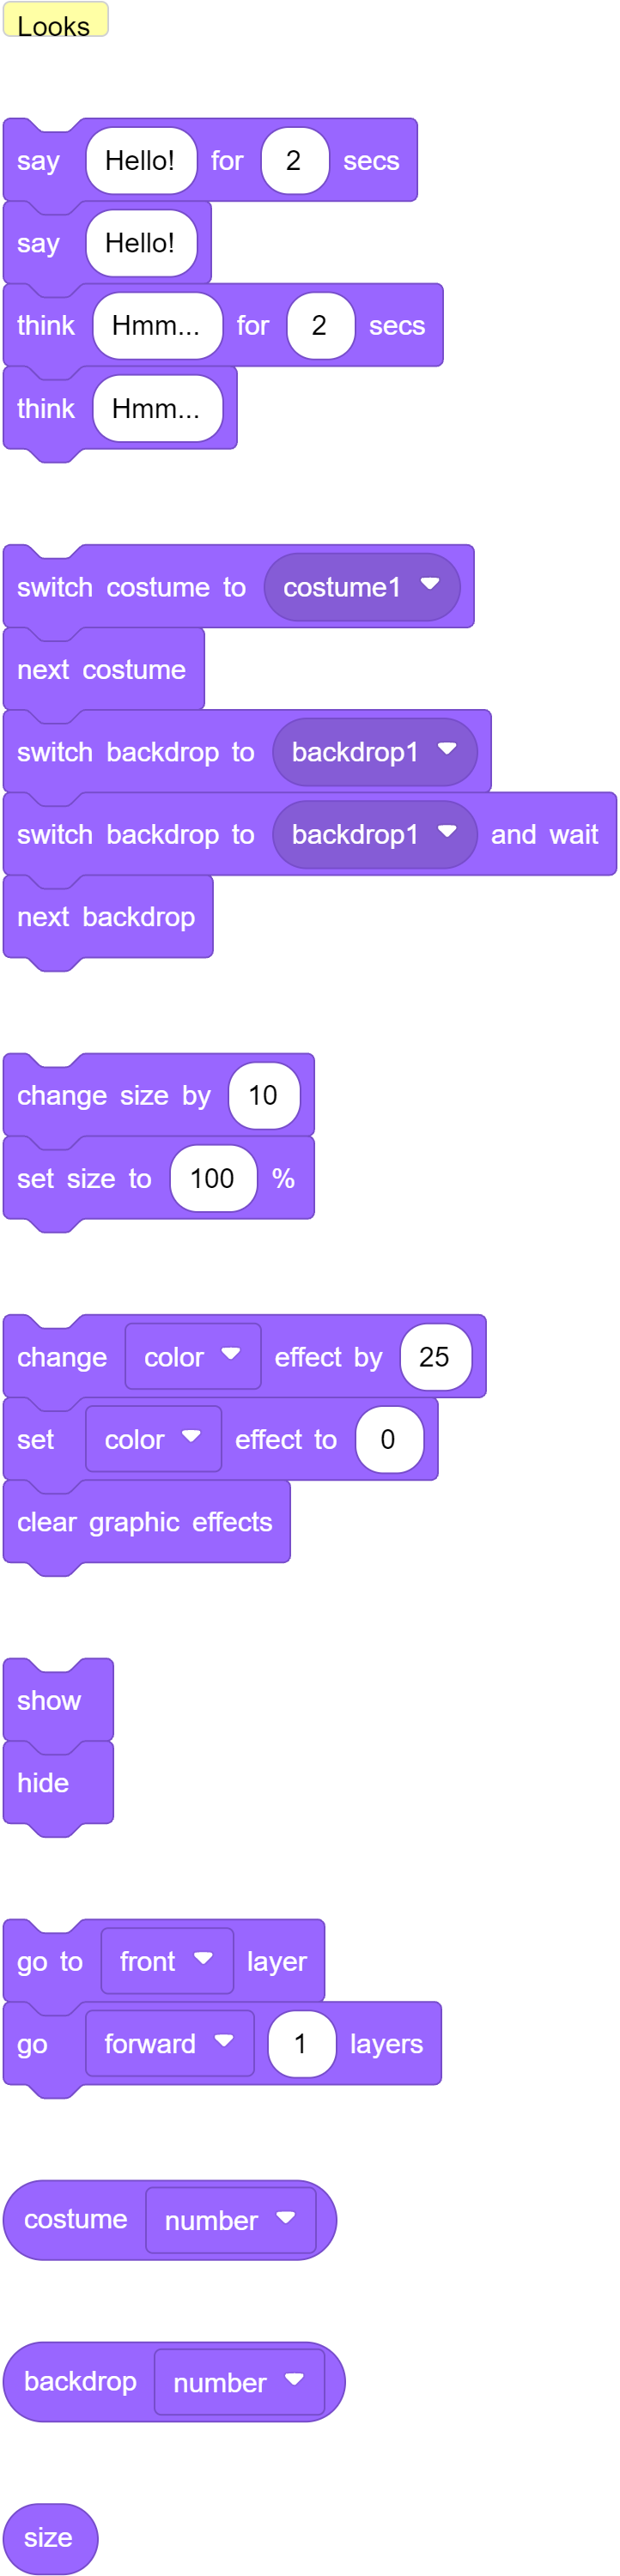 Looks
say Hello! for 2 secs
say Hello!
think Hmm... for 2 secs
think Hmm...
switch costume to costume1
next costume
switch backdrop to backdrop1
switch backdrop to backdrop1 and wait
next backdrop
change size by 10
set size to 100 %
change color effect by 25
set color effect to 0
clear graphic effects
show
hide
go to front layer
go forward 1 layers
costume number
backdrop number
size